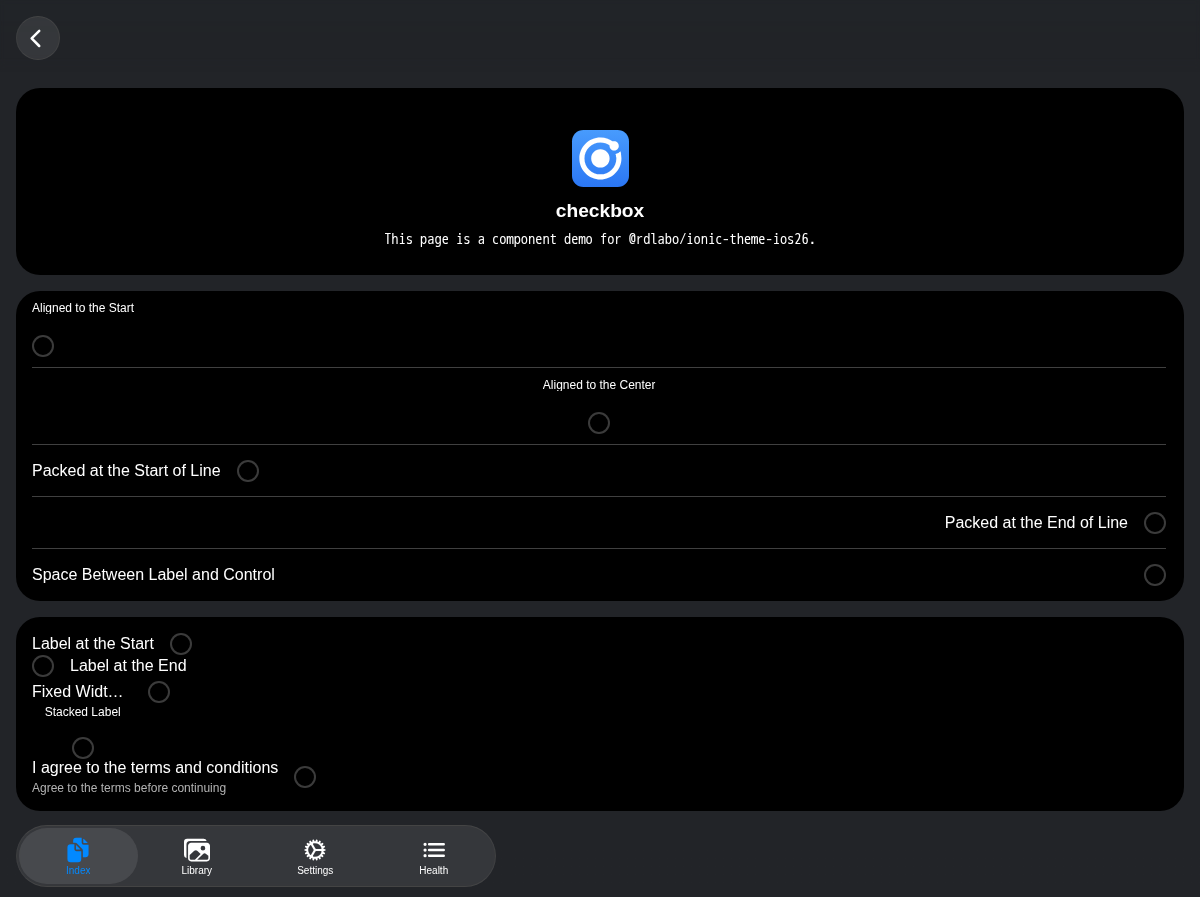 checkbox
This page is a component demo for @rdlabo/ionic-theme-ios26.
Aligned to the Start
Aligned to the Center
Packed at the Start of Line
Packed at the End of Line
Space Between Label and Control
Label at the Start
Label at the End
Fixed Widt…
Stacked Label
I agree to the terms and conditions
Agree to the terms before continuing
Index
Library
Settings
Health